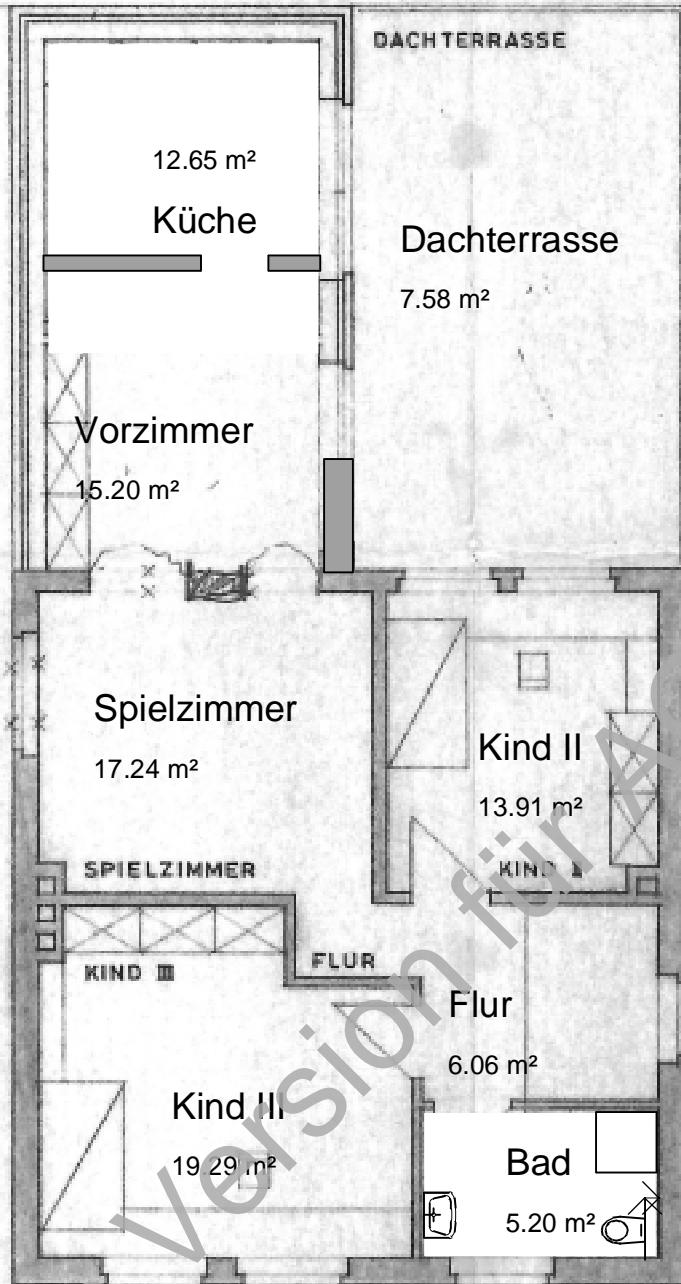 DACHTERRASSE
12.65 m²
Küche
Dachterrasse
7.58 m²
Vorzimmer
15.20 m²
Spielzimmer
17.24 m²
Kind II
13.91 m²
SPIELZIMMER
KIND II
KIND III
FLUR
Flur
6.06 m²
Kind III
19.29 m²
Bad
5.20 m²
Version für